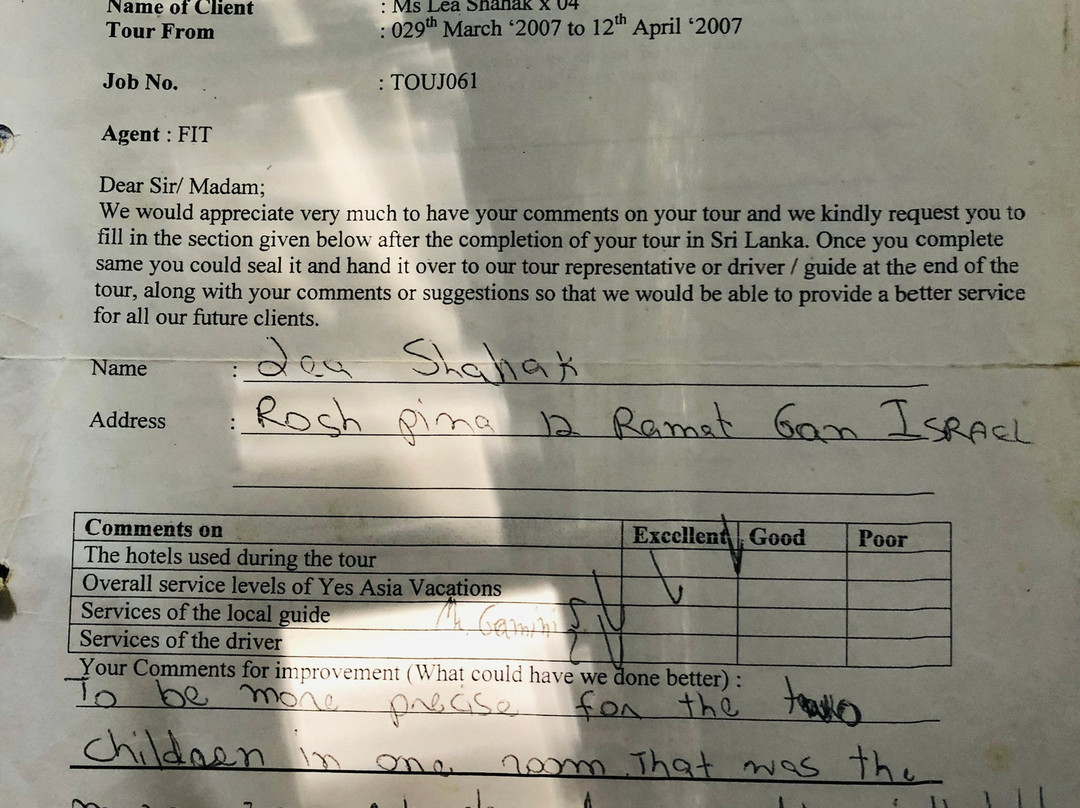 Name of Client : Ms Lea Shahak x 04
Tour From : 029th March ‘2007 to 12th April ‘2007
Job No. : TOUJ061
Agent : FIT
Dear Sir/ Madam;
We would appreciate very much to have your comments on your tour and we kindly request you to
fill in the section given below after the completion of your tour in Sri Lanka. Once you complete
same you could seal it and hand it over to our tour representative or driver / guide at the end of the
tour, along with your comments or suggestions so that we would be able to provide a better service
for all our future clients.
Name : Lea Shahak
Address : Rosh pina 12 Ramat Gan ISRAEL
Comments on Excellent Good Poor
The hotels used during the tour
Overall service levels of Yes Asia Vacations
Services of the local guide Mr. Gamini
Services of the driver
Your Comments for improvement (What could have we done better) :
To be more precise for the two
children in one room. That was the